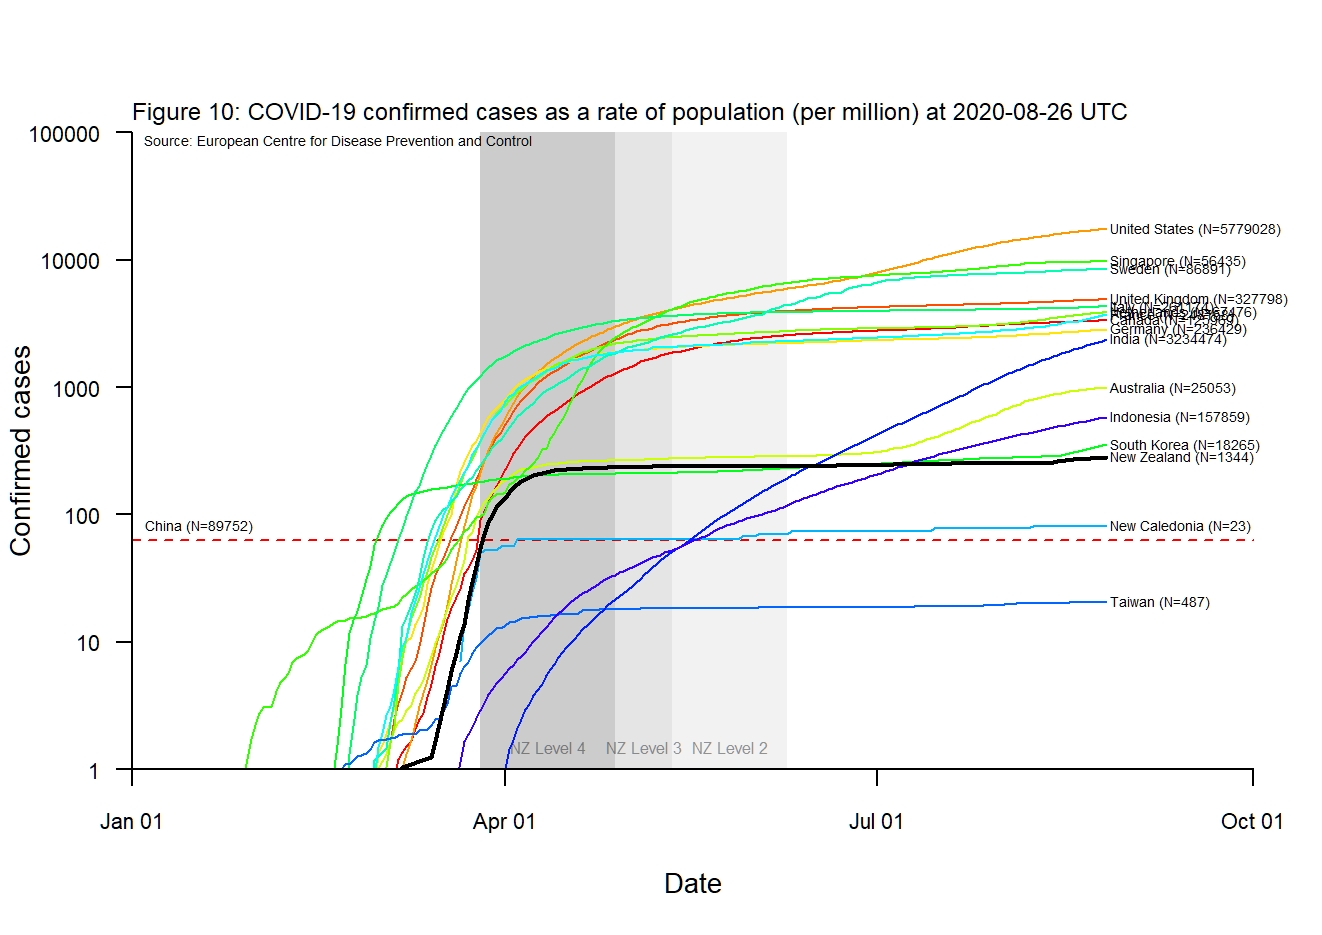 Figure 10: COVID-19 confirmed cases as a rate of population (per million) at 2020-08-26 UTC
Source: European Centre for Disease Prevention and Control
Confirmed cases
100000
10000
1000
100
10
1
United States (N=5779028)
Singapore (N=56435)
Sweden (N=86891)
United Kingdom (N=327798)
Canada
Germany (N=236429)
India (N=3234474)
Australia (N=25053)
Indonesia (N=157859)
South Korea (N=18265)
New Zealand (N=1344)
China (N=89752)
New Caledonia (N=23)
Taiwan (N=487)
NZ Level 4
NZ Level 3
NZ Level 2
Jan 01
Apr 01
Jul 01
Oct 01
Date